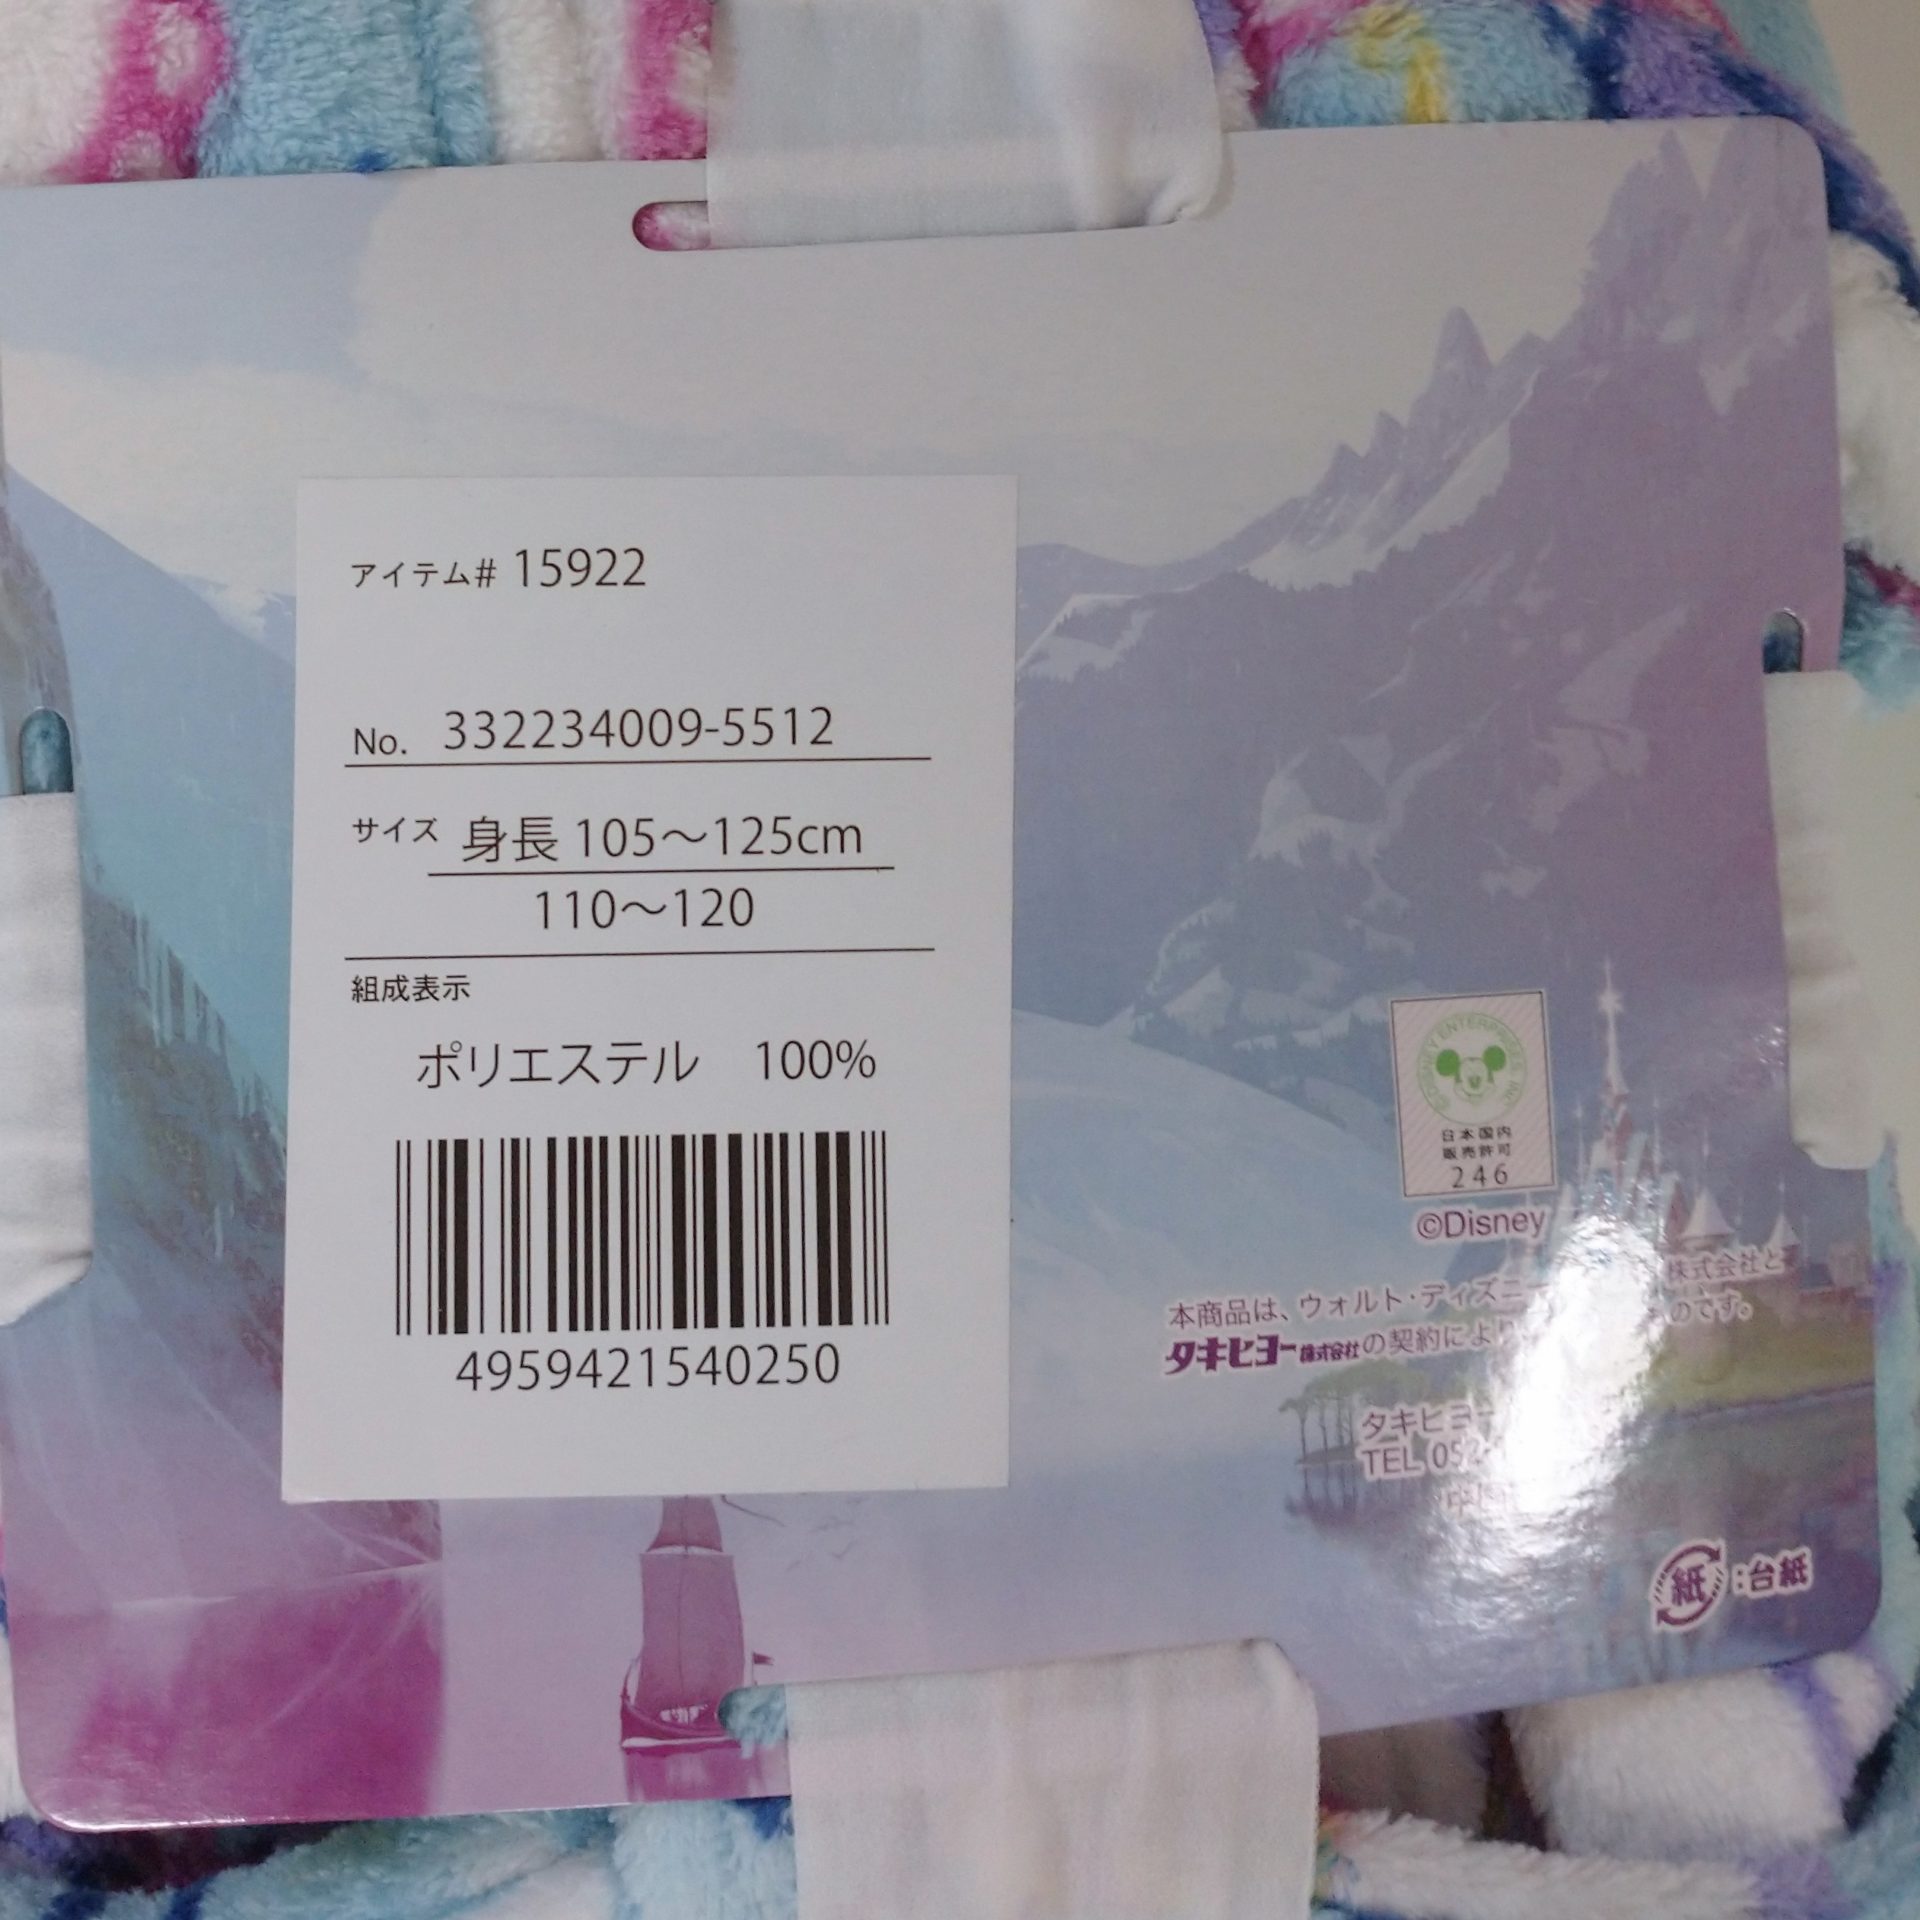 アイテム# 15922
No. 332234009-5512
サイズ 身長 105～125cm
110～120
組成表示
ポリエステル 100%
4959421540250
©DISNEY ENTERPRISES, INC.
日本国内
販売許可
246
©Disney
本商品は、ウォルト・ディズニー 株式会社と
タキヒヨー株式会社の契約により のです。
タキヒヨー
TEL 052
紙 :台紙